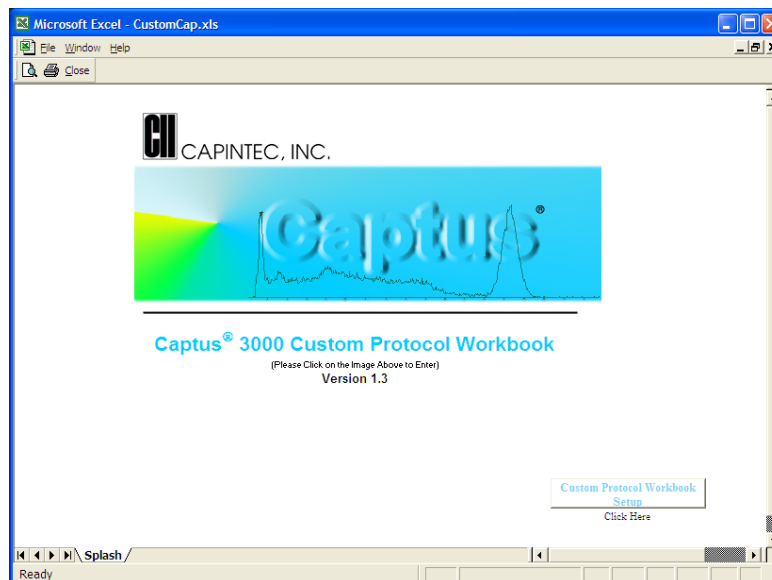 Microsoft Excel - CustomCap.xls
File Window Help
Close
CII CAPINTEC, INC.
Captus®
Captus® 3000 Custom Protocol Workbook
(Please Click on the Image Above to Enter)
Version 1.3
Custom Protocol Workbook
Setup
Click Here
Splash
Ready